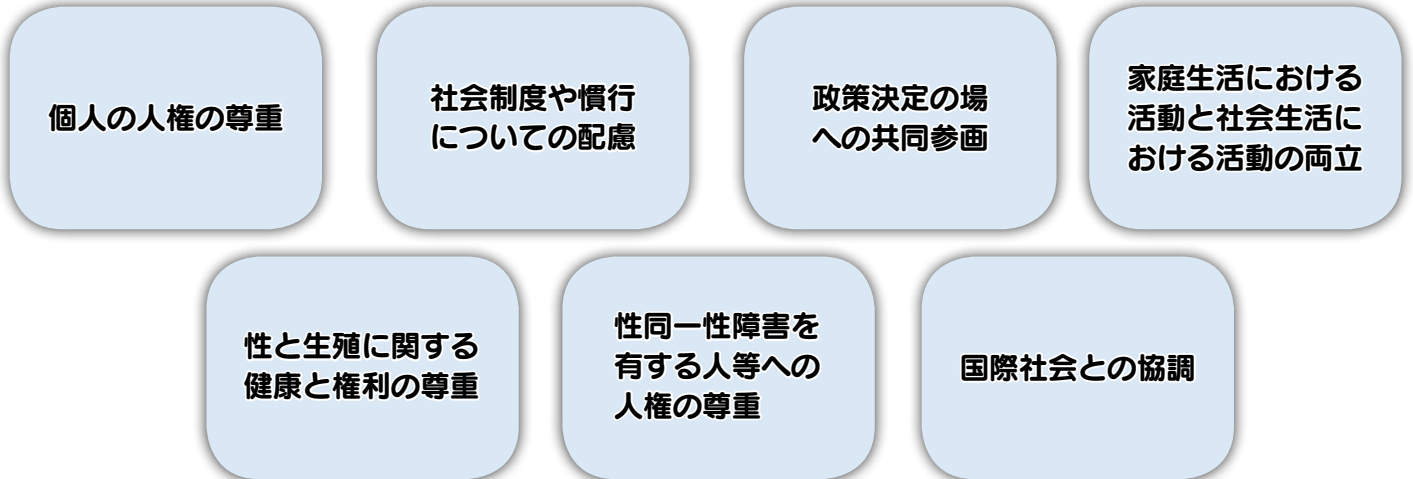 個人の人権の尊重
社会制度や慣行
についての配慮
政策決定の場
への共同参画
家庭生活における
活動と社会生活に
おける活動の両立
性と生殖に関する
健康と権利の尊重
性同一性障害を
有する人等への
人権の尊重
国際社会との協調